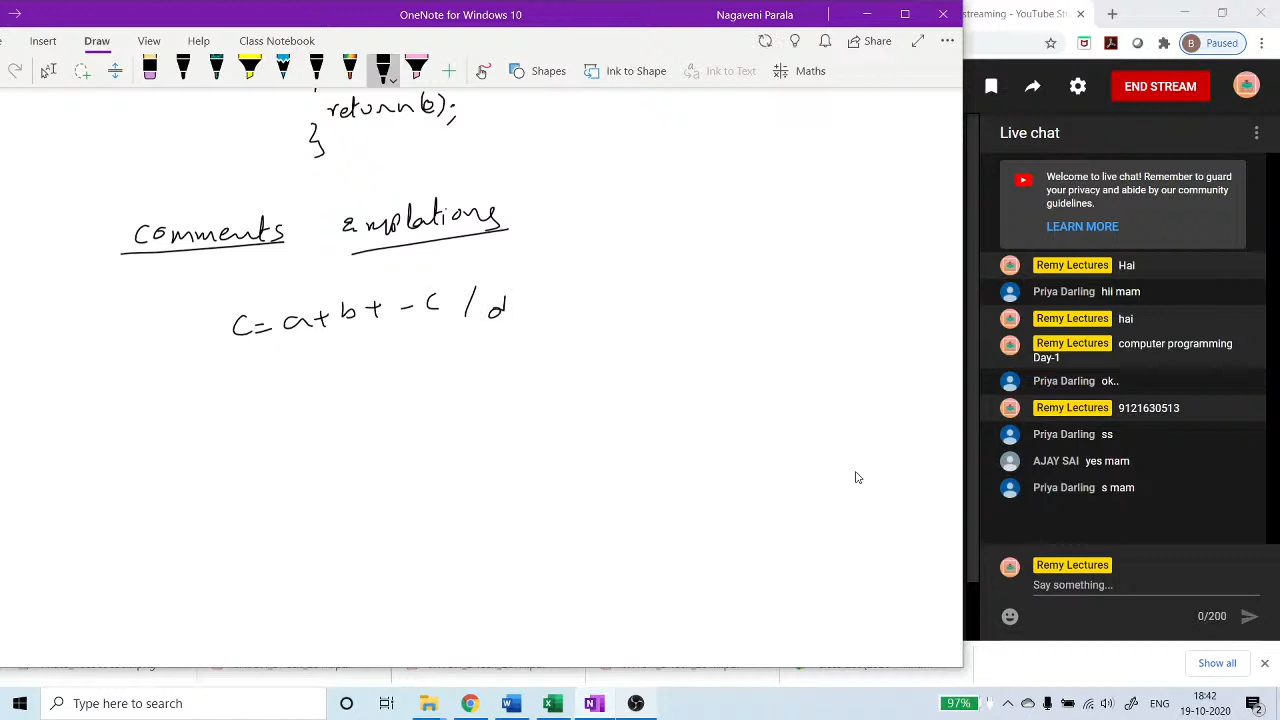 OneNote for Windows 10
Nagaveni Parala
streaming - YouTube St
Insert Draw View Help Class Notebook
Share
B Paused
Shapes Ink to Shape Ink to Text Maths
return(c);
}
comments
c=a+b+-c/d
END STREAM
Live chat
Welcome to live chat! Remember to guard
your privacy and abide by our community
guidelines.
LEARN MORE
Remy Lectures Hai
Priya Darling hii mam
Remy Lectures hai
Remy Lectures computer programming
Day-1
Priya Darling ok..
Remy Lectures 9121630513
Priya Darling ss
AJAY SAI yes mam
Priya Darling s mam
Remy Lectures
Say something...
0/200
Show all
Type here to search
97%
ENG
18:42
19-10-2020
2